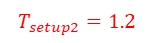 T_setup2 = 1.2